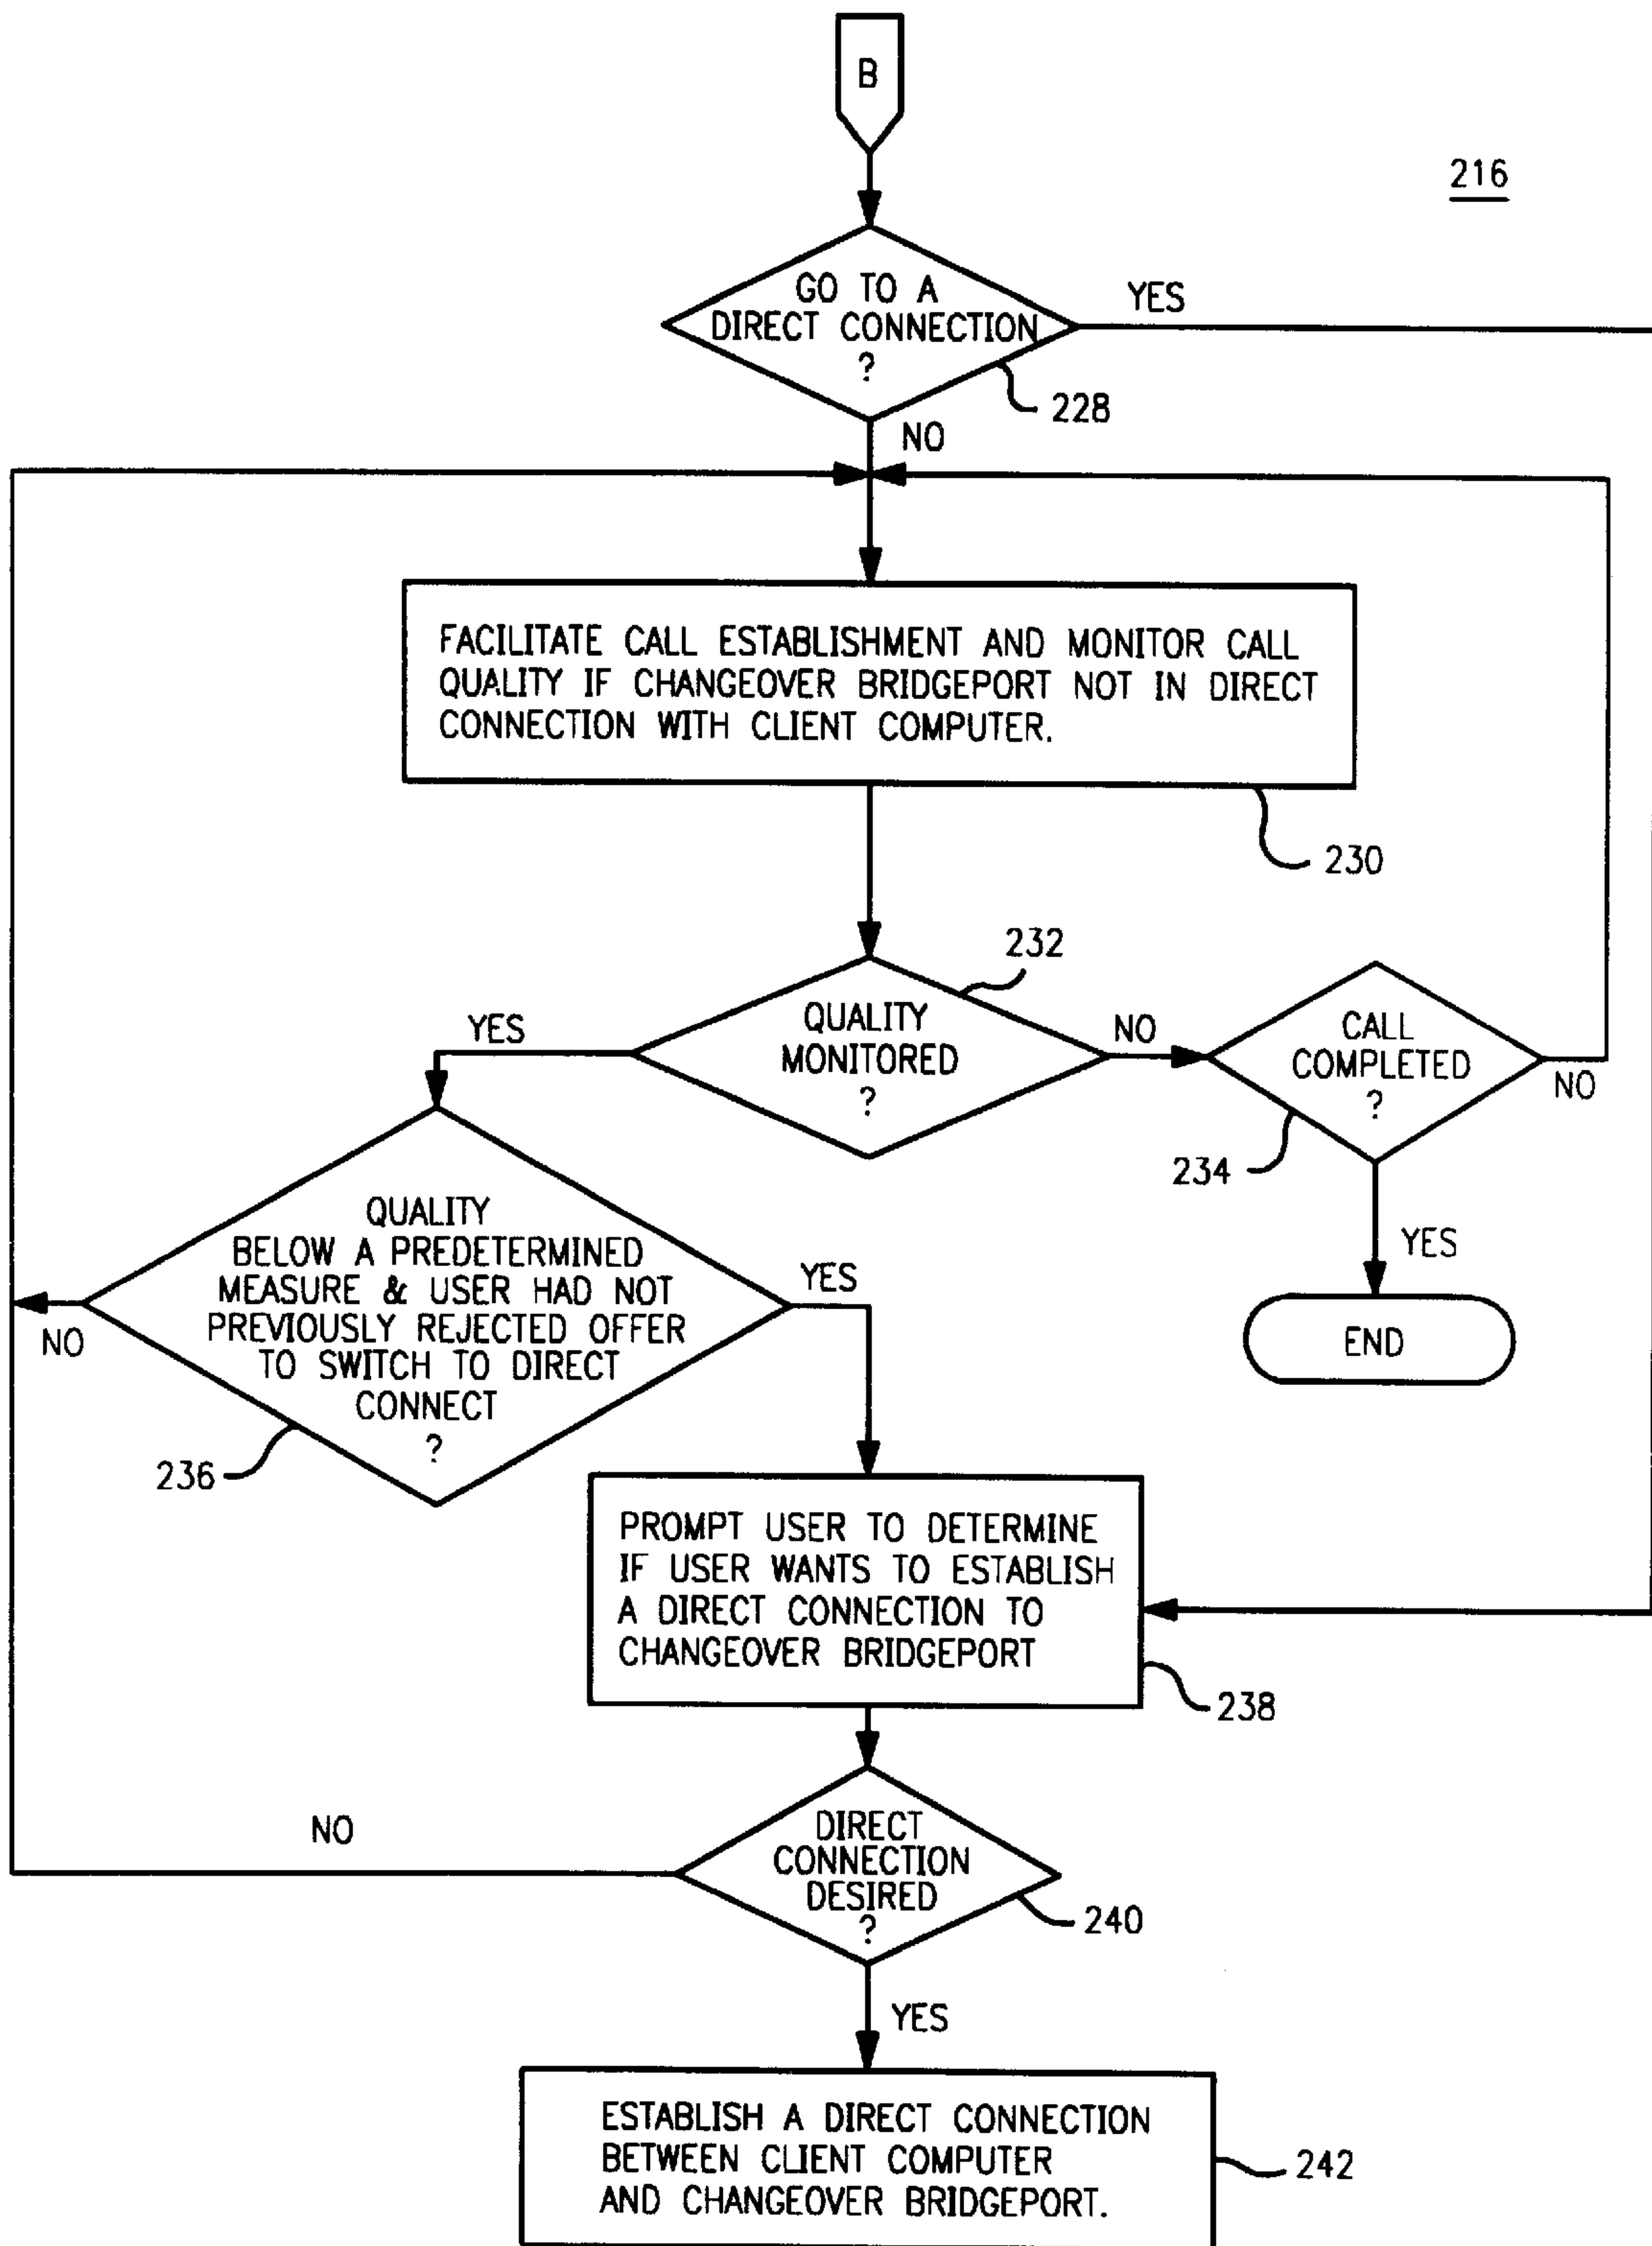 B
216
GO TO A
DIRECT CONNECTION
?
YES
228
NO
FACILITATE CALL ESTABLISHMENT AND MONITOR CALL
QUALITY IF CHANGEOVER BRIDGEPORT NOT IN DIRECT
CONNECTION WITH CLIENT COMPUTER.
230
232
QUALITY
MONITORED
?
YES
NO
CALL
COMPLETED
?
NO
234
YES
END
QUALITY
BELOW A PREDETERMINED
MEASURE & USER HAD NOT
PREVIOUSLY REJECTED OFFER
TO SWITCH TO DIRECT
CONNECT
?
YES
NO
236
PROMPT USER TO DETERMINE
IF USER WANTS TO ESTABLISH
A DIRECT CONNECTION TO
CHANGEOVER BRIDGEPORT
238
DIRECT
CONNECTION
DESIRED
?
NO
240
YES
ESTABLISH A DIRECT CONNECTION
BETWEEN CLIENT COMPUTER
AND CHANGEOVER BRIDGEPORT.
242